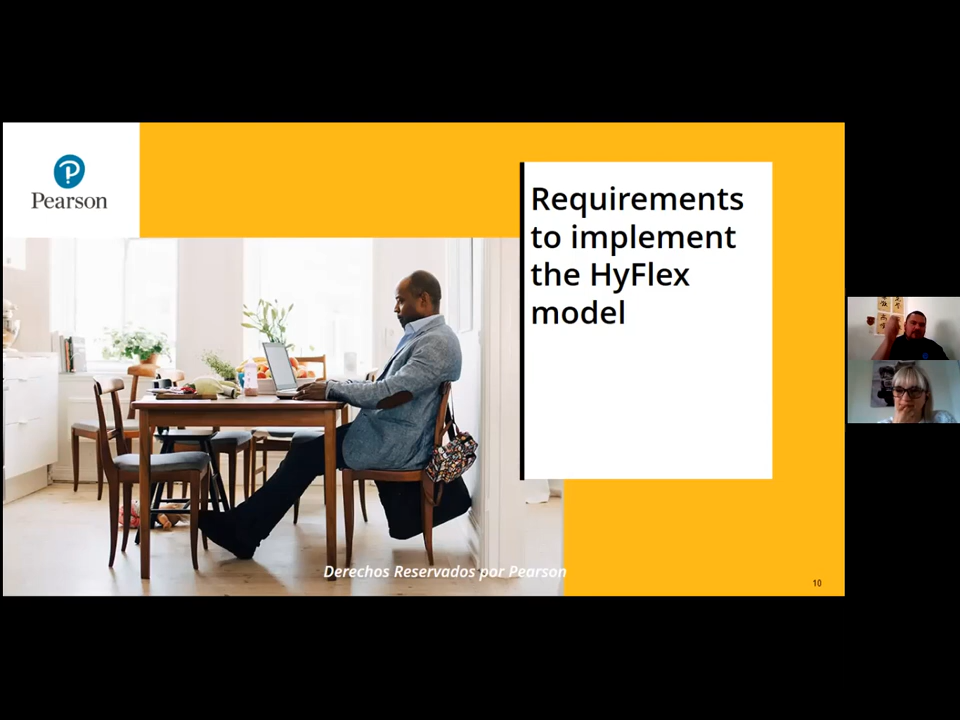 Pearson
Requirements
to implement
the HyFlex
model
Derechos Reservados por Pearson
10